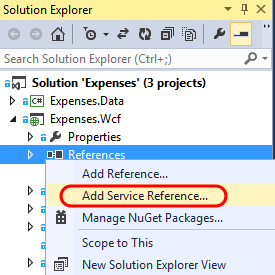 Solution Explorer
Search Solution Explorer (Ctrl+;)
Solution 'Expenses' (3 projects)
C# Expenses.Data
Expenses.Wcf
Properties
References
Add Reference...
Add Service Reference...
Manage NuGet Packages...
Scope to This
New Solution Explorer View